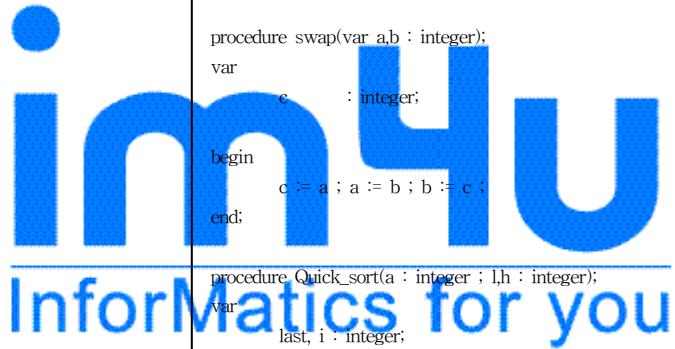 procedure swap(var a,b : integer);
var
c : integer;
begin
c := a ; a := b ; b := c ;
end;
procedure Quick_sort(a : integer ; l,h : integer);
var
last, i : integer;
im4u
InforMatics for you